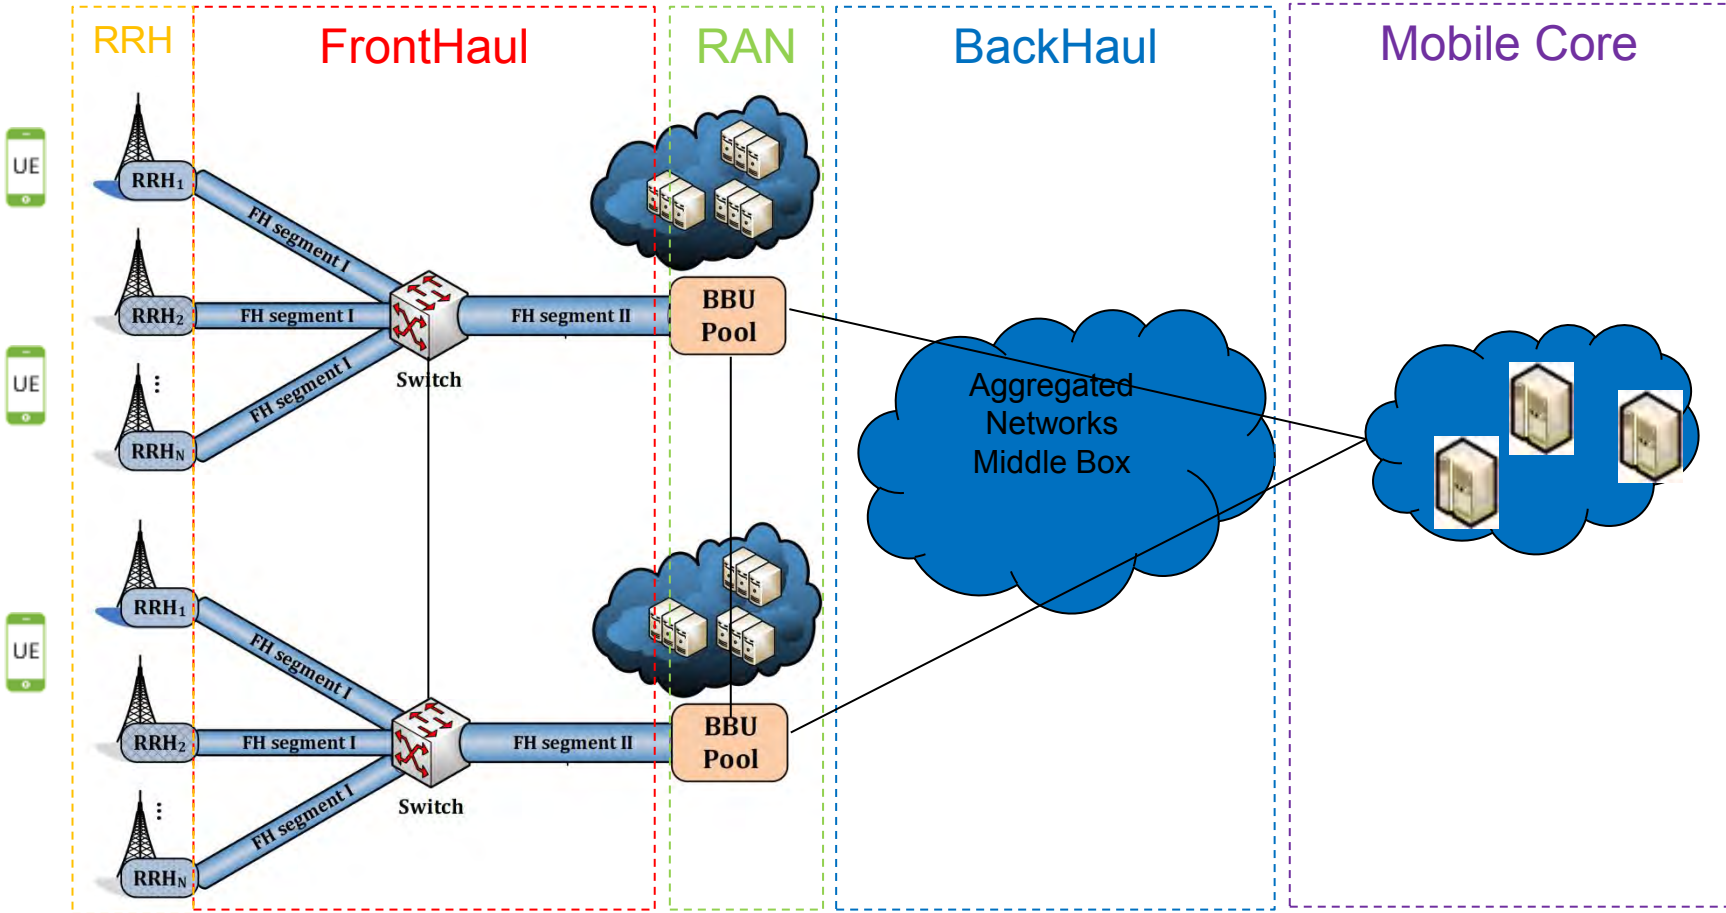 RRH
FrontHaul
RAN
BackHaul
Mobile Core
UE
RRH1
FH segment I
RRH2
FH segment I
FH segment II
BBU
Pool
Switch
FH segment I
...
RRHN
UE
Aggregated
Networks
Middle Box
UE
RRH1
FH segment I
RRH2
FH segment I
FH segment II
BBU
Pool
Switch
FH segment I
...
RRHN